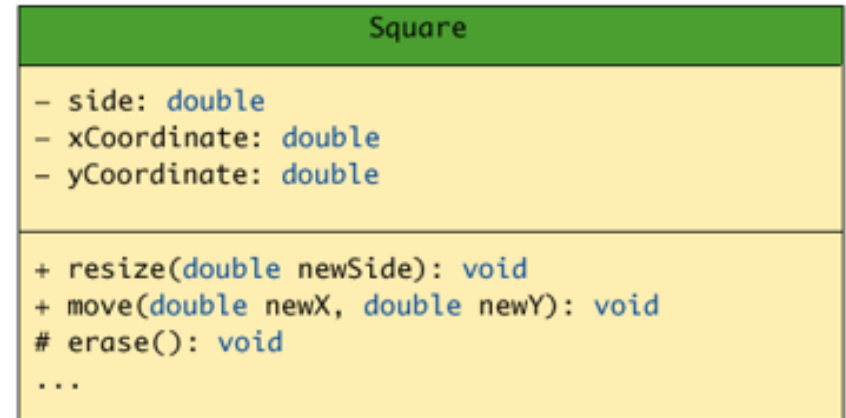 Square
- side: double
- xCoordinate: double
- yCoordinate: double
+ resize(double newSide): void
+ move(double newX, double newY): void
# erase(): void
...